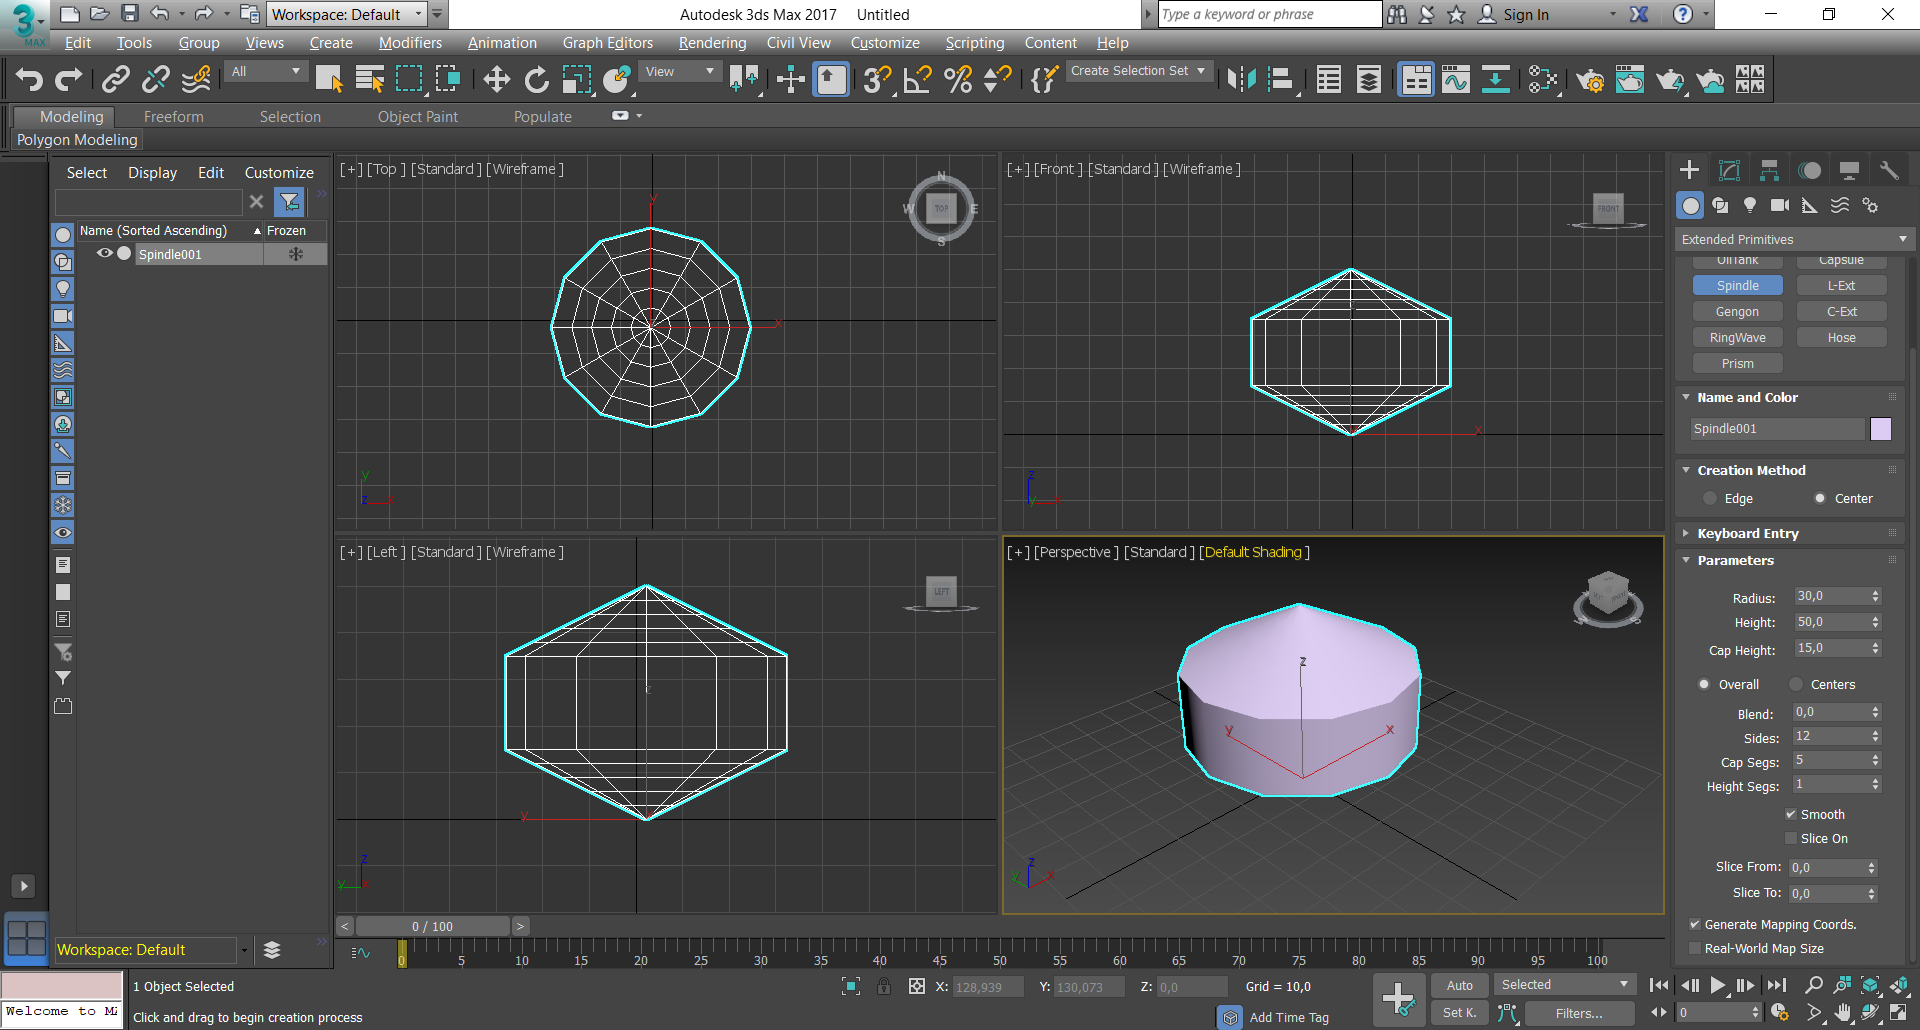 3
MAX
Workspace: Default
Autodesk 3ds Max 2017 Untitled
Type a keyword or phrase
Sign In
Edit Tools Group Views Create Modifiers Animation Graph Editors Rendering Civil View Customize Scripting Content Help
All
View
3
Create Selection Set
Modeling Freeform Selection Object Paint Populate
Polygon Modeling
Select Display Edit Customize
Name (Sorted Ascending) Frozen
Spindle001
Workspace: Default
[+] [Top ] [Standard ] [Wireframe ]
N
W TOP E
S
y
x
y
z x
[+] [Front ] [Standard ] [Wireframe ]
FRONT
x
z
y x
[+] [Left ] [Standard ] [Wireframe ]
LEFT
z
y
z
y x
[+] [Perspective ] [Standard ] [Default Shading ]
z
y x
z
y x
Extended Primitives
OilTank Capsule
Spindle L-Ext
Gengon C-Ext
RingWave Hose
Prism
Name and Color
Spindle001
Creation Method
Edge Center
Keyboard Entry
Parameters
Radius: 30,0
Height: 50,0
Cap Height: 15,0
Overall Centers
Blend: 0,0
Sides: 12
Cap Segs: 5
Height Segs: 1
Smooth
Slice On
Slice From: 0,0
Slice To: 0,0
Generate Mapping Coords.
Real-World Map Size
< 0 / 100 >
0 5 10 15 20 25 30 35 40 45 50 55 60 65 70 75 80 85 90 95 100
Welcome to M
1 Object Selected
Click and drag to begin creation process
X: 128,939 Y: 130,073 Z: 0,0 Grid = 10,0
Add Time Tag
Auto Selected
Set K. Filters...
0